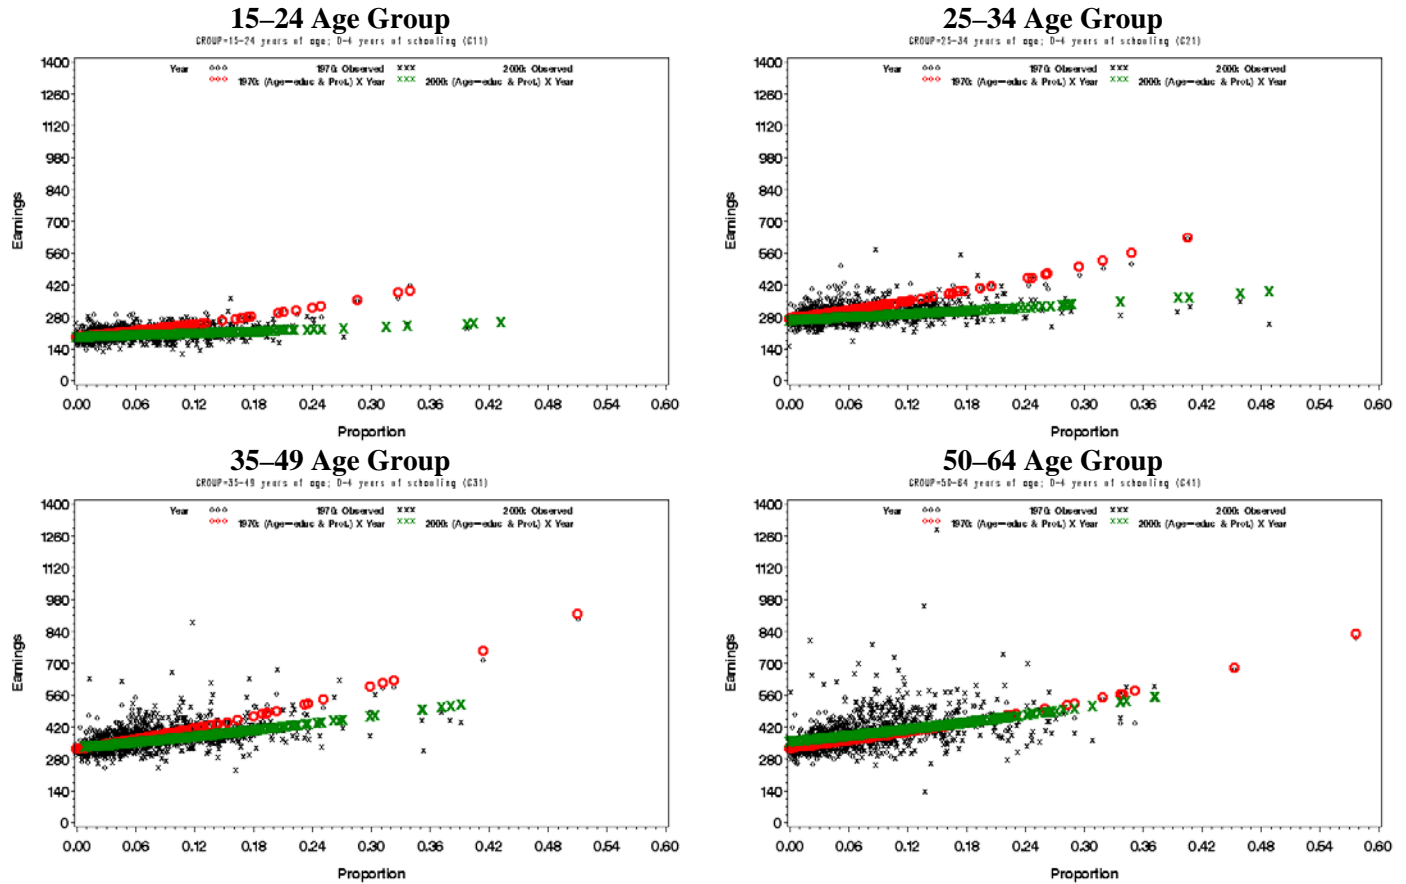 15–24 Age Group
GROUP=15-24 years of age; 0-4 years of schooling (C11)
Year 1970: Observed 2000: Observed
1970: (Age-educ & Prot.) X Year 2000: (Age-educ & Prot.) X Year
1400
1260
1120
980
840
700
560
420
280
140
0
Earnings
0.00 0.06 0.12 0.18 0.24 0.30 0.36 0.42 0.48 0.54 0.60
Proportion
25–34 Age Group
GROUP=25-34 years of age; 0-4 years of schooling (C21)
Year 1970: Observed 2000: Observed
1970: (Age-educ & Prot.) X Year 2000: (Age-educ & Prot.) X Year
1400
1260
1120
980
840
700
560
420
280
140
0
Earnings
0.00 0.06 0.12 0.18 0.24 0.30 0.36 0.42 0.48 0.54 0.60
Proportion
35–49 Age Group
GROUP=35-49 years of age; 0-4 years of schooling (C31)
Year 1970: Observed 2000: Observed
1970: (Age-educ & Prot.) X Year 2000: (Age-educ & Prot.) X Year
1400
1260
1120
980
840
700
560
420
280
140
0
Earnings
0.00 0.06 0.12 0.18 0.24 0.30 0.36 0.42 0.48 0.54 0.60
Proportion
50–64 Age Group
GROUP=50-64 years of age; 0-4 years of schooling (C41)
Year 1970: Observed 2000: Observed
1970: (Age-educ & Prot.) X Year 2000: (Age-educ & Prot.) X Year
1400
1260
1120
980
840
700
560
420
280
140
0
Earnings
0.00 0.06 0.12 0.18 0.24 0.30 0.36 0.42 0.48 0.54 0.60
Proportion